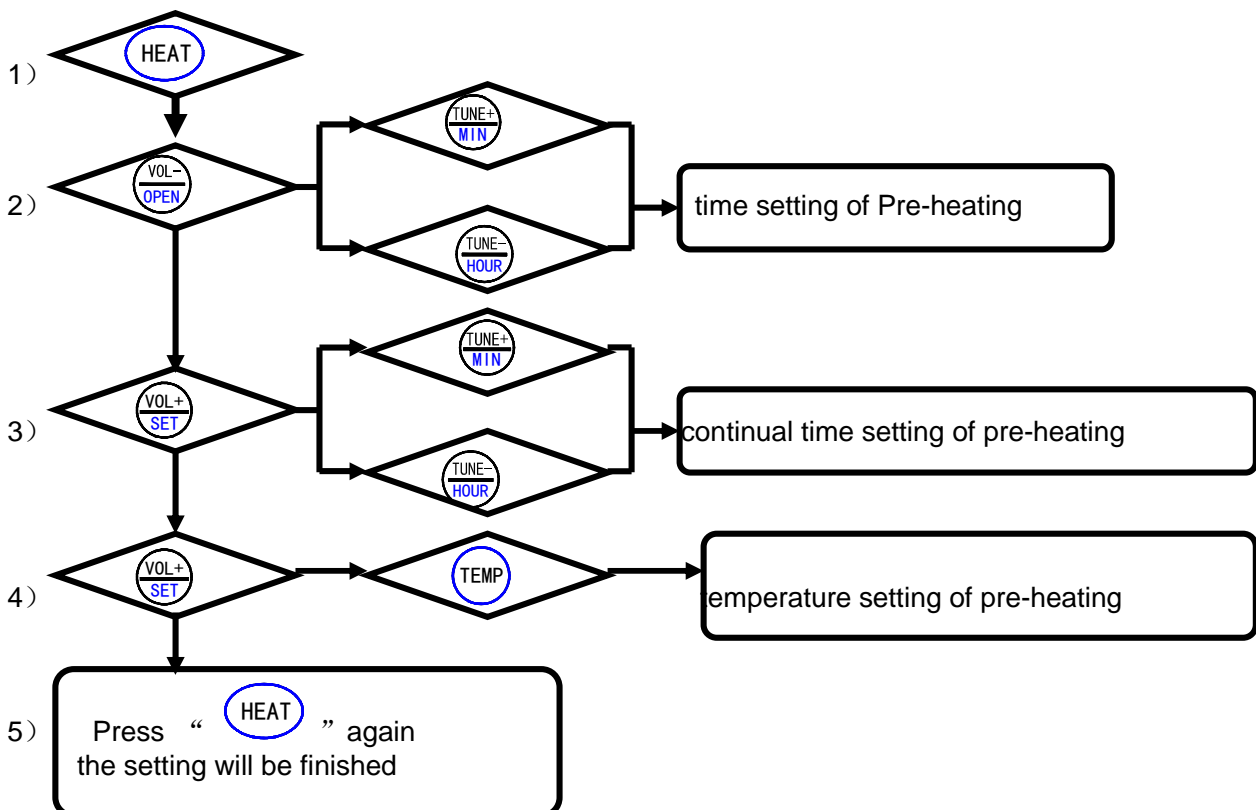 1）
HEAT
2）
VOL-
OPEN
TUNE+
MIN
TUNE-
HOUR
time setting of Pre-heating
3）
VOL+
SET
TUNE+
MIN
TUNE-
HOUR
continual time setting of pre-heating
4）
VOL+
SET
TEMP
temperature setting of pre-heating
5）
Press “ HEAT ” again
the setting will be finished